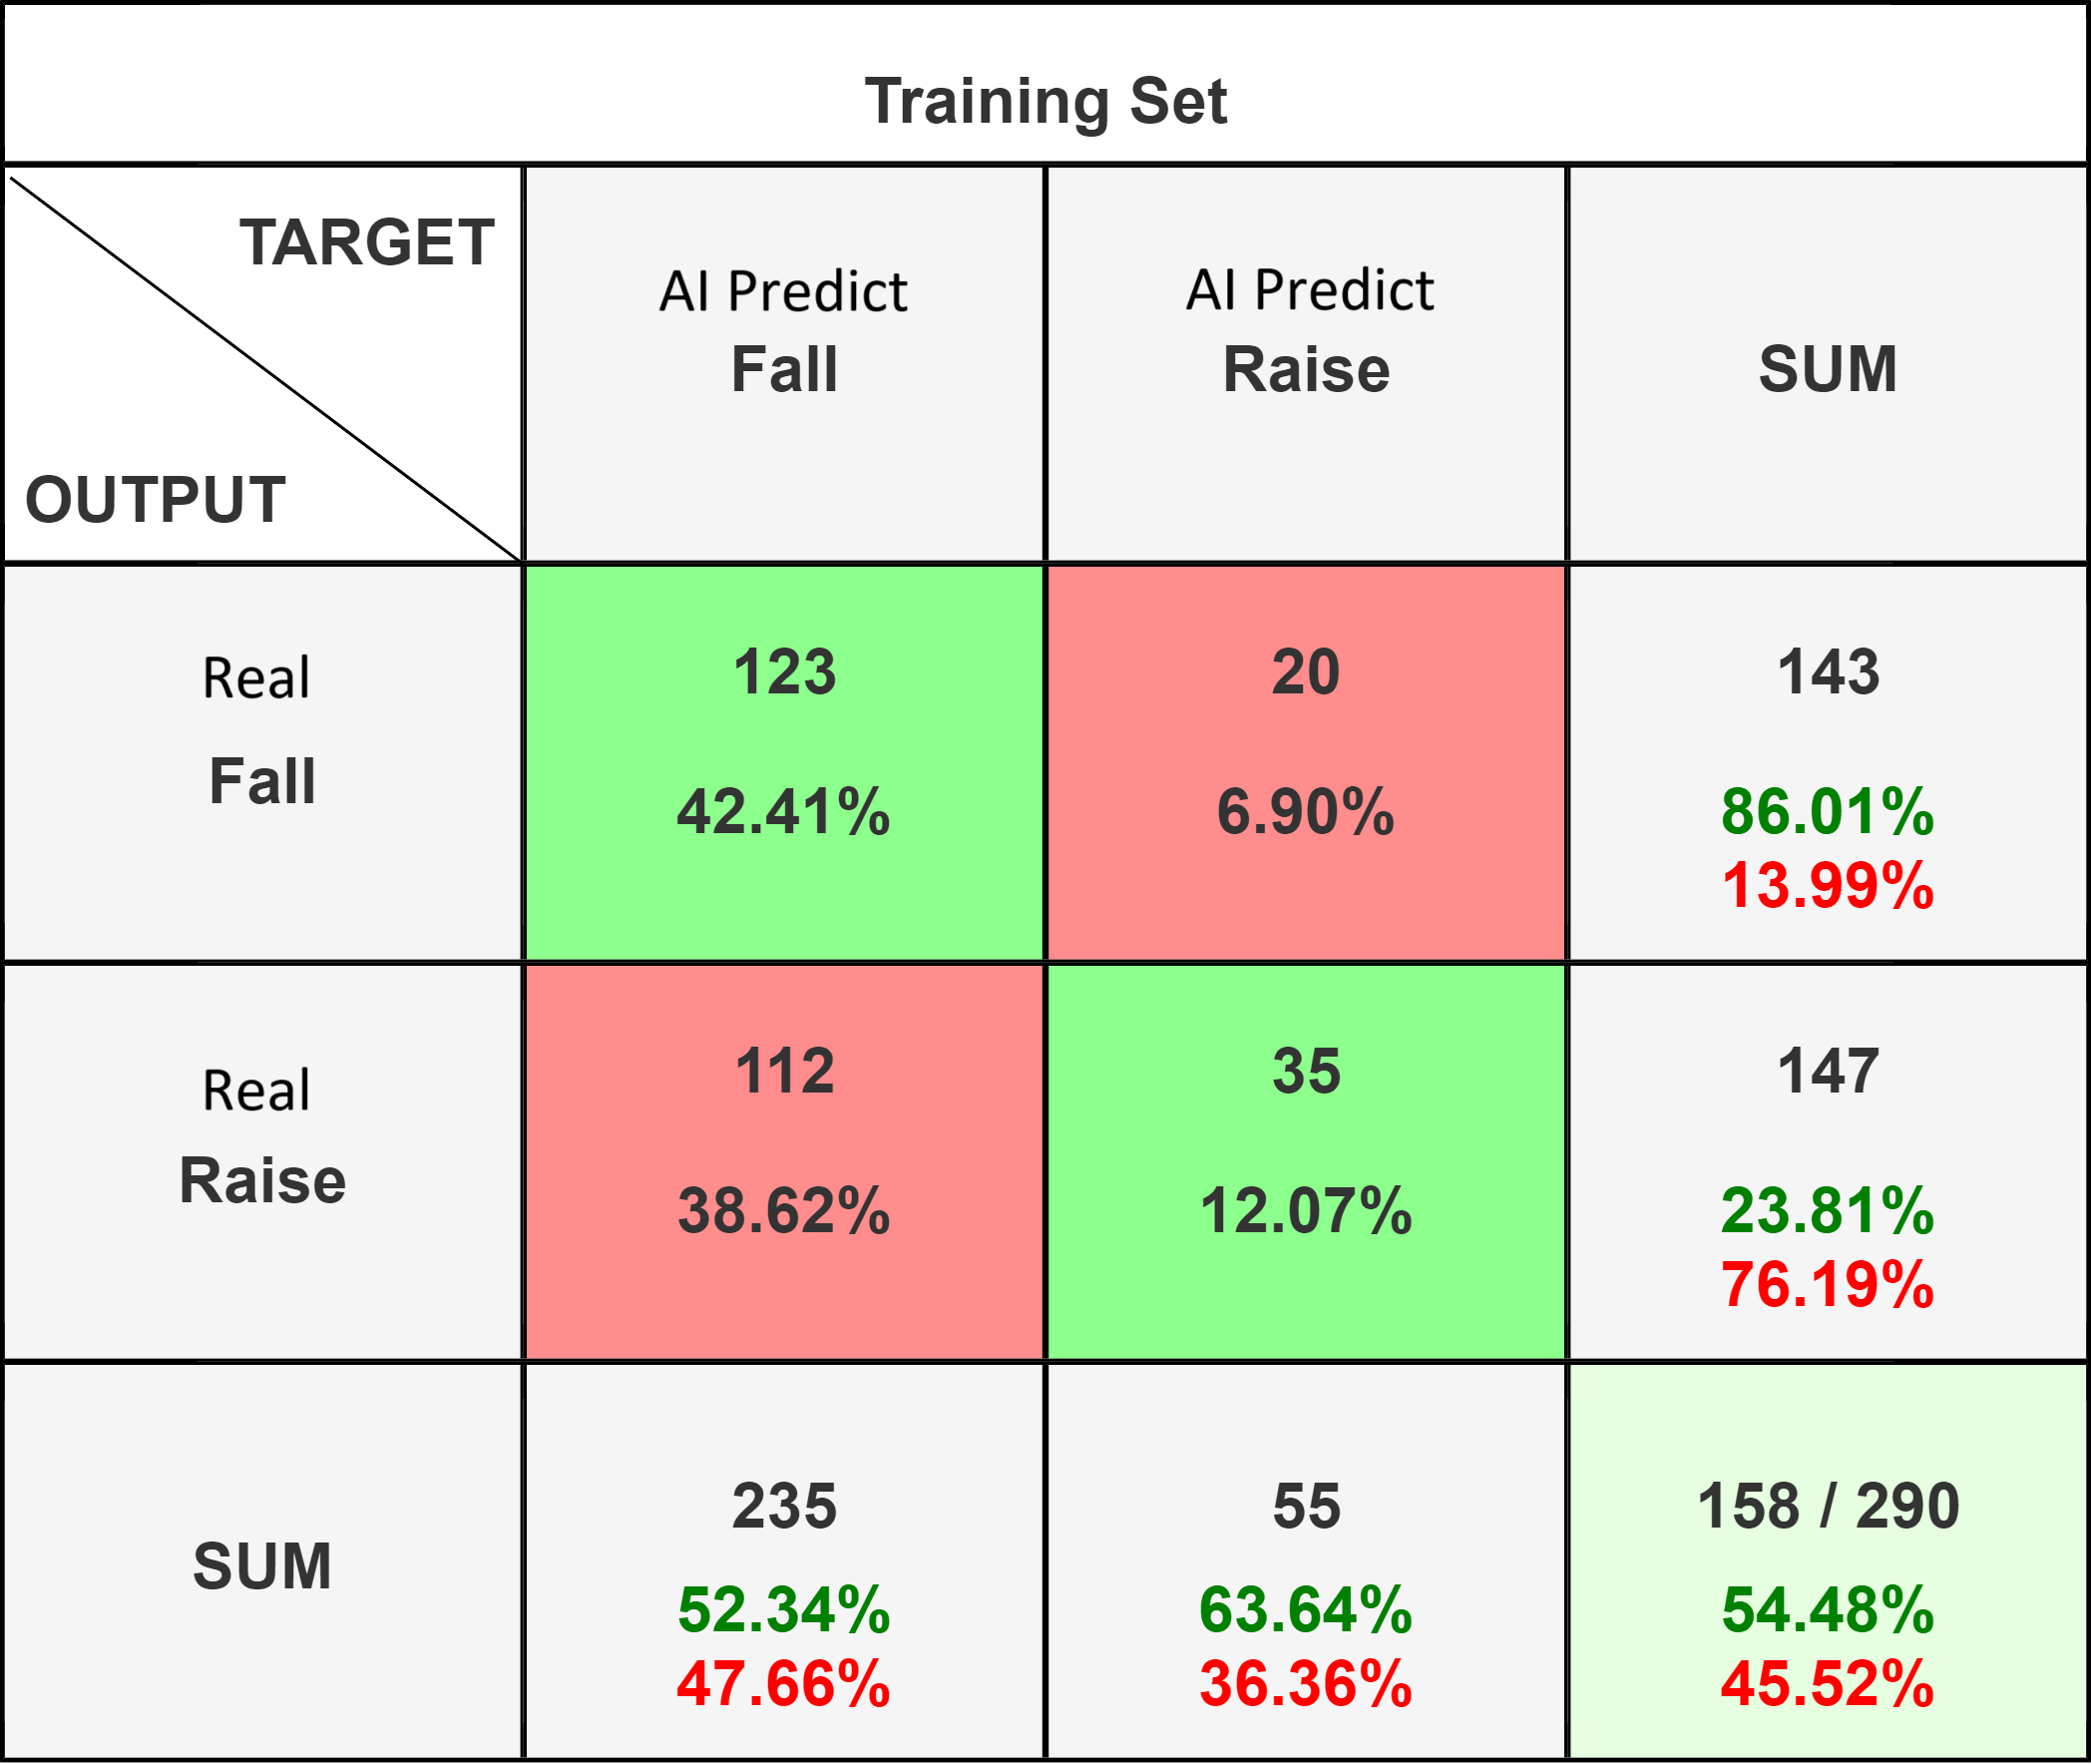 Training Set
TARGET
OUTPUT
AI Predict
Fall
AI Predict
Raise
SUM
Real
Fall
123
42.41%
20
6.90%
143
86.01%
13.99%
Real
Raise
112
38.62%
35
12.07%
147
23.81%
76.19%
SUM
235
52.34%
47.66%
55
63.64%
36.36%
158 / 290
54.48%
45.52%